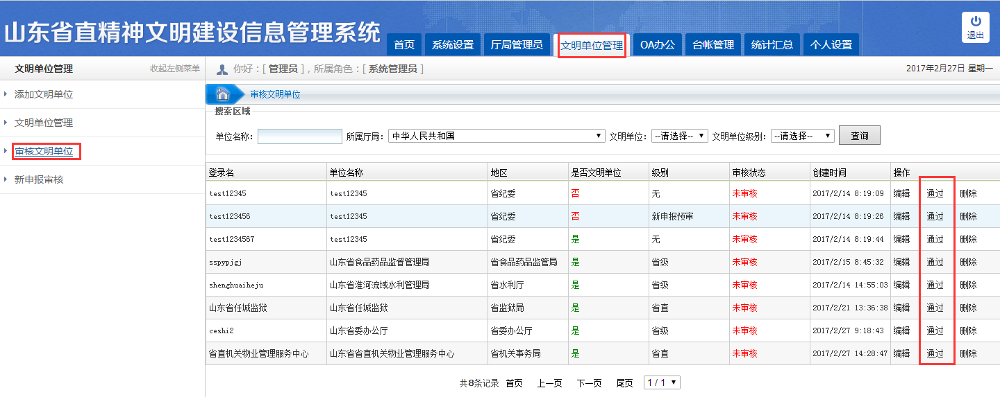 山东省直精神文明建设信息管理系统
首页 系统设置 厅局管理员 文明单位管理 OA办公 台帐管理 统计汇总 个人设置
退出
文明单位管理 收起左侧菜单
你好：[ 管理员 ]，所属角色：[ 系统管理员 ]
2017年2月27日 星期一
添加文明单位
文明单位管理
审核文明单位
新申报审核
审核文明单位
搜索区域
单位名称： 所属厅局： 中华人民共和国 文明单位： --请选择-- 文明单位级别： --请选择-- 查询
登录名 单位名称 地区 是否文明单位 级别 审核状态 创建时间 操作
test12345 test12345 省纪委 否 无 未审核 2017/2/14 8:19:09 编辑 通过 删除
test123456 test12345 省纪委 否 新申报预审 未审核 2017/2/14 8:19:26 编辑 通过 删除
test1234567 test12345 省纪委 是 无 未审核 2017/2/14 8:19:44 编辑 通过 删除
sspypjgj 山东省食品药品监督管理局 省食品药品监管局 是 省级 未审核 2017/2/15 8:45:32 编辑 通过 删除
shenghuaiheju 山东省淮河流域水利管理局 省水利厅 是 省级 未审核 2017/2/14 14:55:03 编辑 通过 删除
山东省任城监狱 山东省任城监狱 省监狱局 是 省直 未审核 2017/2/21 13:36:38 编辑 通过 删除
ceshi2 山东省委办公厅 省委办公厅 是 省级 未审核 2017/2/27 9:18:43 编辑 通过 删除
省直机关物业管理服务中心 山东省省直机关物业管理服务中心 省机关事务局 是 省直 未审核 2017/2/27 14:28:47 编辑 通过 删除
共8条记录 首页 上一页 下一页 尾页 1 / 1